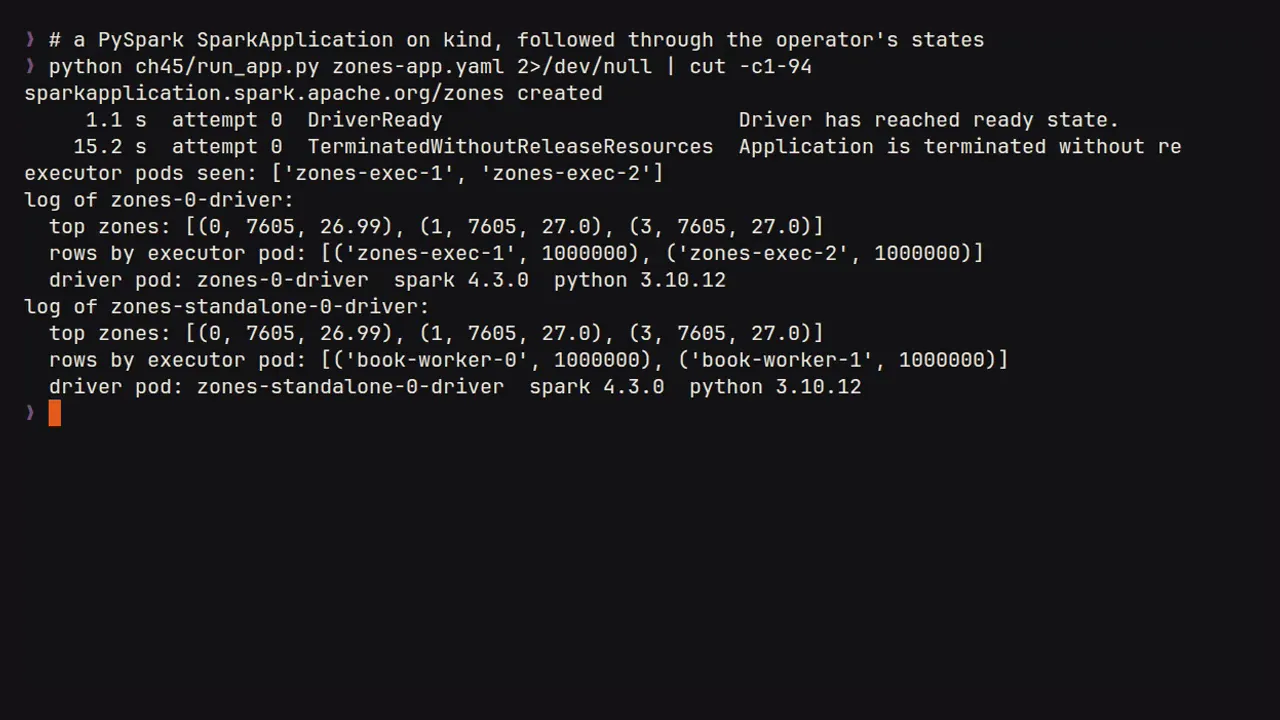 ❯ # a PySpark SparkApplication on kind, followed through the operator's states
❯ python ch45/run_app.py zones-app.yaml 2>/dev/null | cut -c1-94
sparkapplication.spark.apache.org/zones created
     1.1 s  attempt 0  DriverReady                        Driver has reached ready state.
    15.2 s  attempt 0  TerminatedWithoutReleaseResources  Application is terminated without re
executor pods seen: ['zones-exec-1', 'zones-exec-2']
log of zones-0-driver:
  top zones: [(0, 7605, 26.99), (1, 7605, 27.0), (3, 7605, 27.0)]
  rows by executor pod: [('zones-exec-1', 1000000), ('zones-exec-2', 1000000)]
  driver pod: zones-0-driver  spark 4.3.0  python 3.10.12
log of zones-standalone-0-driver:
  top zones: [(0, 7605, 26.99), (1, 7605, 27.0), (3, 7605, 27.0)]
  rows by executor pod: [('book-worker-0', 1000000), ('book-worker-1', 1000000)]
  driver pod: zones-standalone-0-driver  spark 4.3.0  python 3.10.12
❯